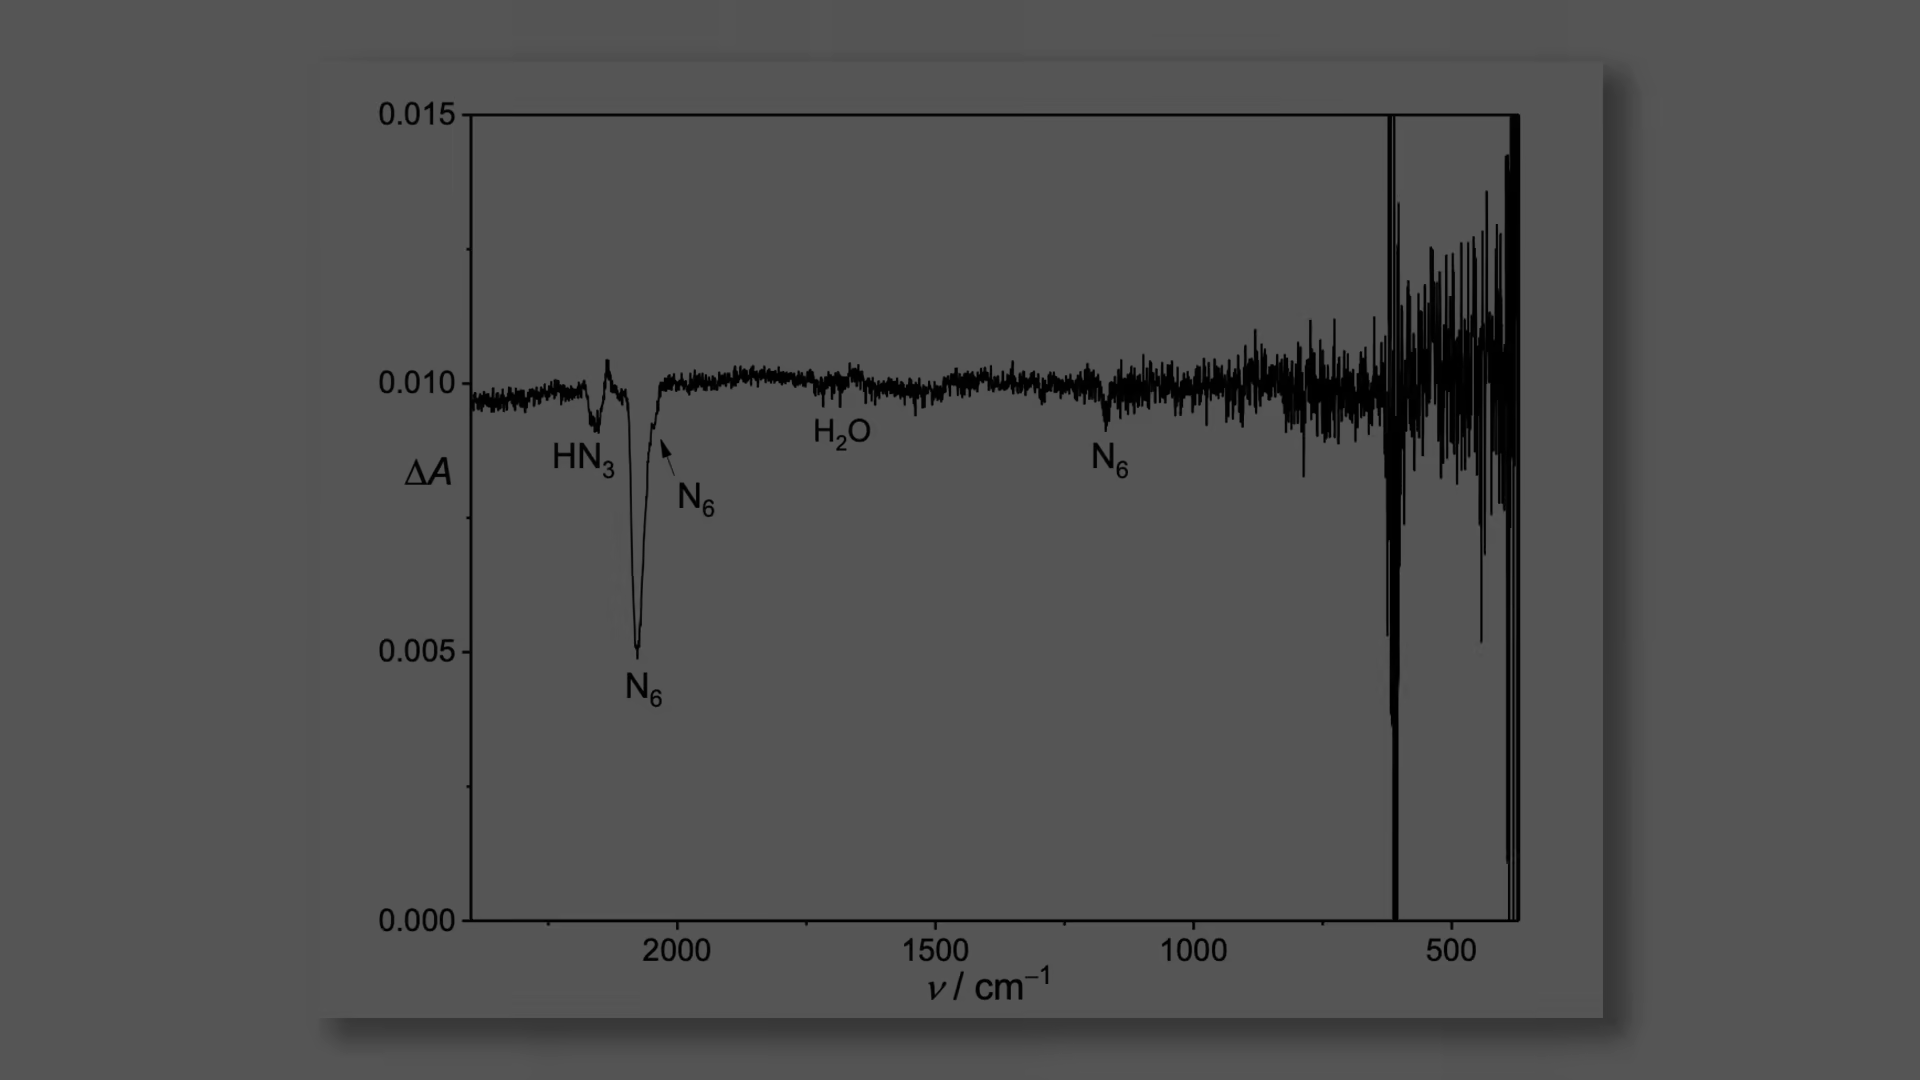 0.015
0.010
HN₃
H₂O
N₆
ΔA
N₆
0.005
N₆
0.000
2000 1500 1000 500
ν / cm⁻¹